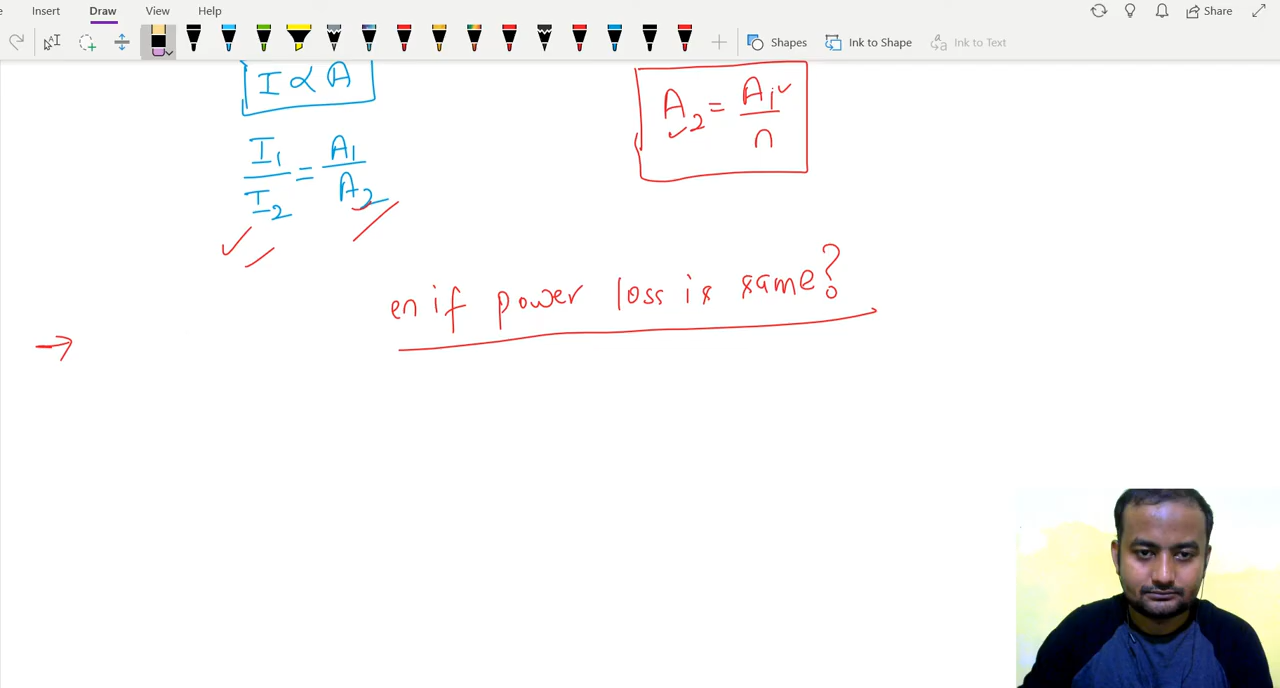 Insert Draw View Help Share
Shapes Ink to Shape Ink to Text
I ∝ A
A₂ = A₁/n
I₁/I₂ = A₁/A₂
en if power loss is same?